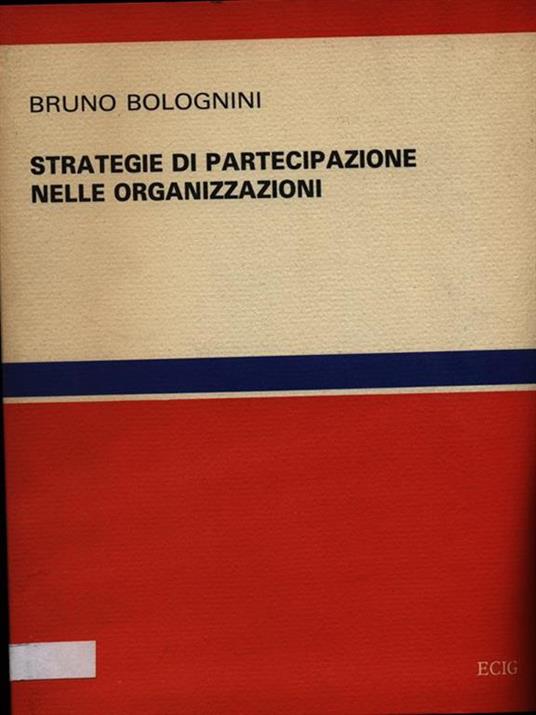 BRUNO BOLOGNINI
STRATEGIE DI PARTECIPAZIONE
NELLE ORGANIZZAZIONI
ECIG